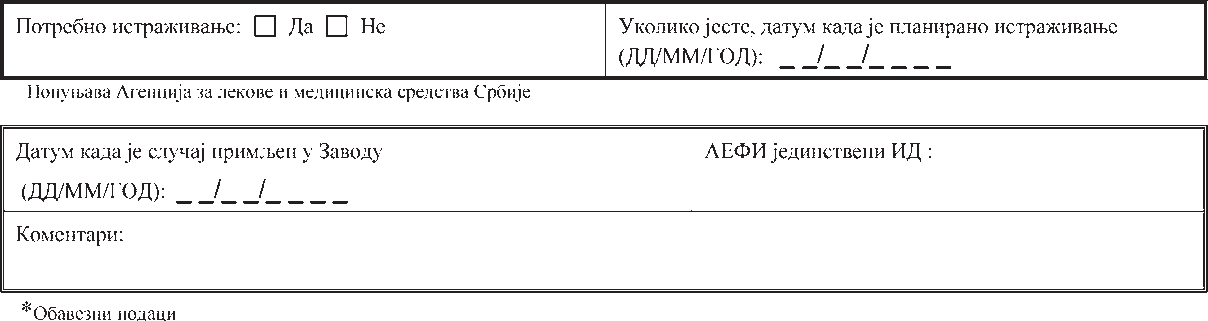 Потребно истраживање: ☐ Да ☐ Не
Уколико јесте, датум када је планирано истраживање
(ДД/ММ/ГОД): _ _/_ _/_ _ _ _
Попуњава Агенција за лекове и медицинска средства Србије
Датум када је случај примљен у Заводу
АЕФИ јединствени ИД :
(ДД/ММ/ГОД): _ _/_ _/_ _ _ _
Коментари:
*Обавезни подаци